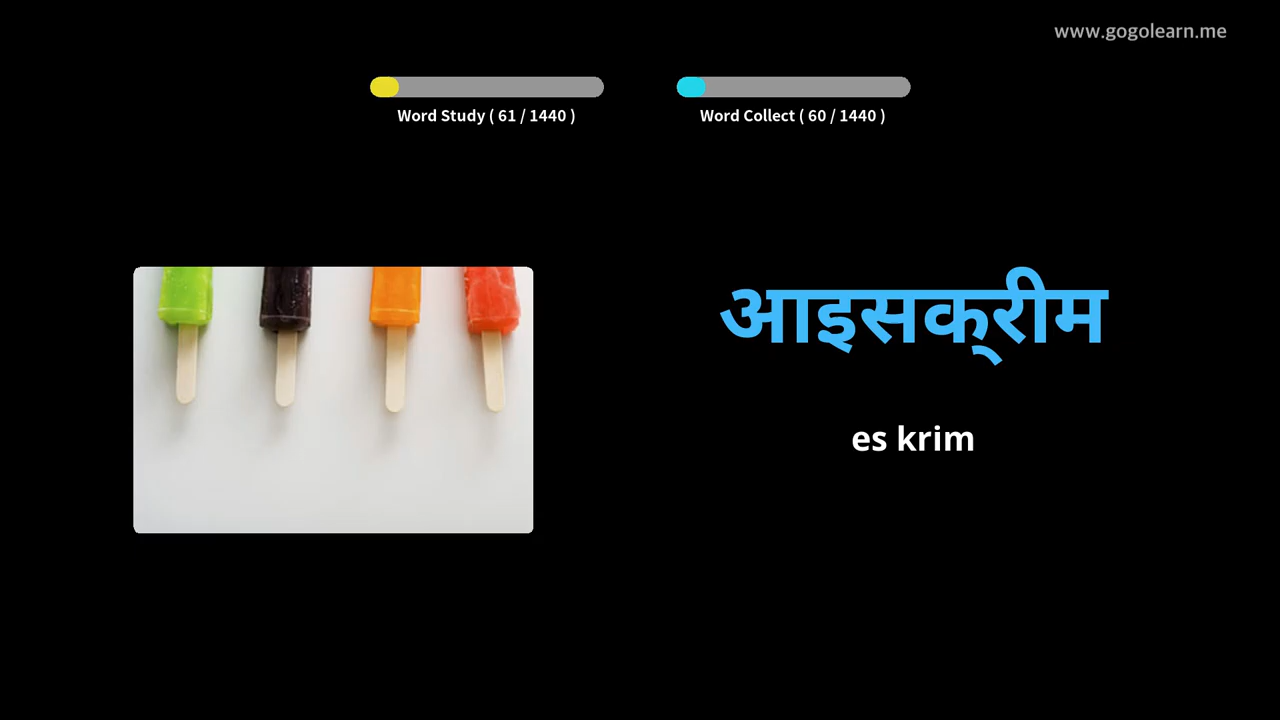 www.gogolearn.me
Word Study ( 61 / 1440 )
Word Collect ( 60 / 1440 )
आइसक्रीम
es krim